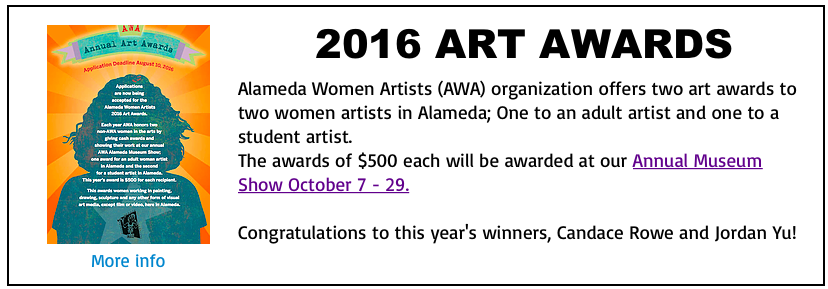 AWA
Annual Art Awards
Application Deadline August 30, 2016
Applications
are now being
accepted for the
Alameda Women Artists
2016 Art Awards.
Each year AWA honors two
non-AWA women in the arts by
giving cash awards and
showing their work at our annual
AWA Alameda Museum Show:
one award for an adult woman artist
in Alameda and the second
for a student artist in Alameda.
This year's award is $500 for each recipient.
This awards women working in painting,
drawing, sculpture and any other form of visual
art media, except film or video, here in Alameda.
More info
2016 ART AWARDS
Alameda Women Artists (AWA) organization offers two art awards to
two women artists in Alameda; One to an adult artist and one to a
student artist.
The awards of $500 each will be awarded at our Annual Museum
Show October 7 - 29.
Congratulations to this year's winners, Candace Rowe and Jordan Yu!